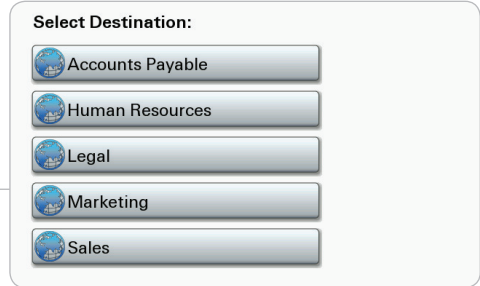 Select Destination:
Accounts Payable
Human Resources
Legal
Marketing
Sales